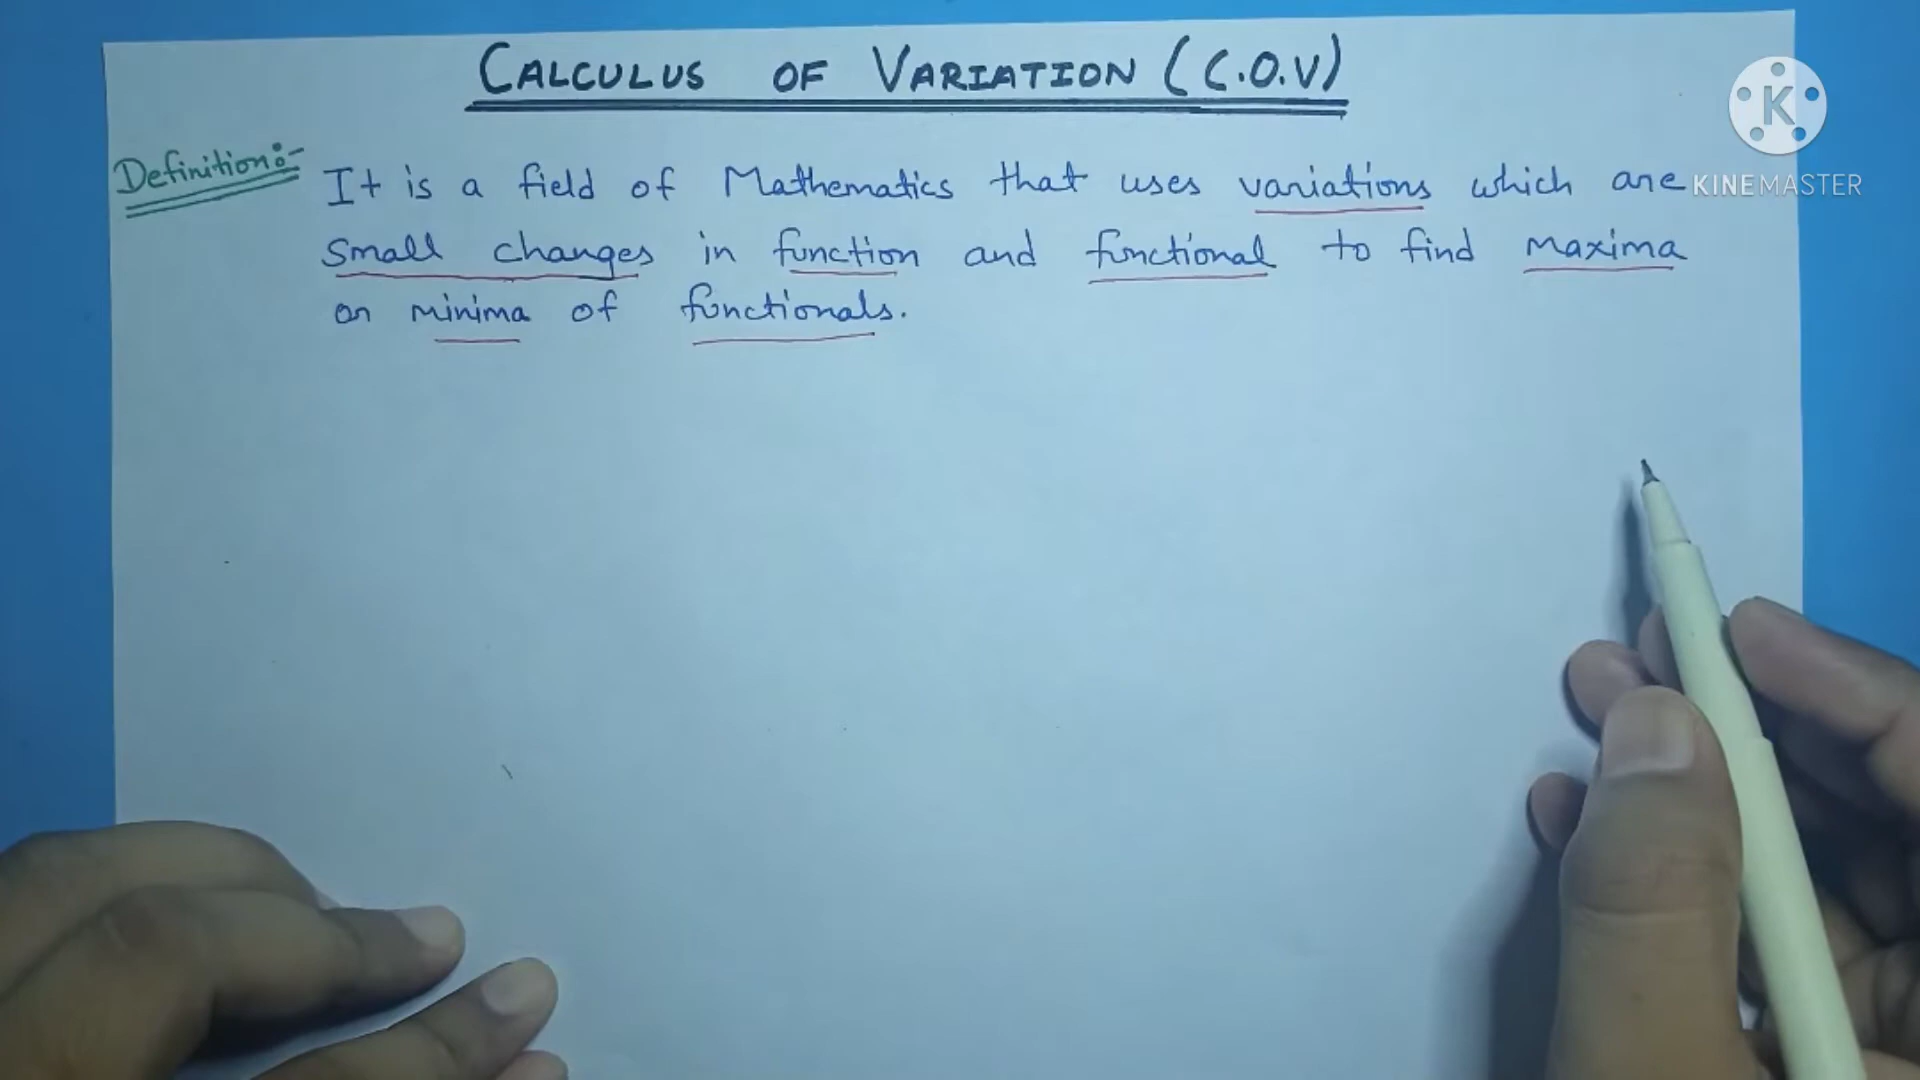 CALCULUS OF VARIATION (C.O.V)
Definition:- It is a field of Mathematics that uses variations which are
small changes in function and functional to find maxima
or minima of functionals.
K
KINEMASTER